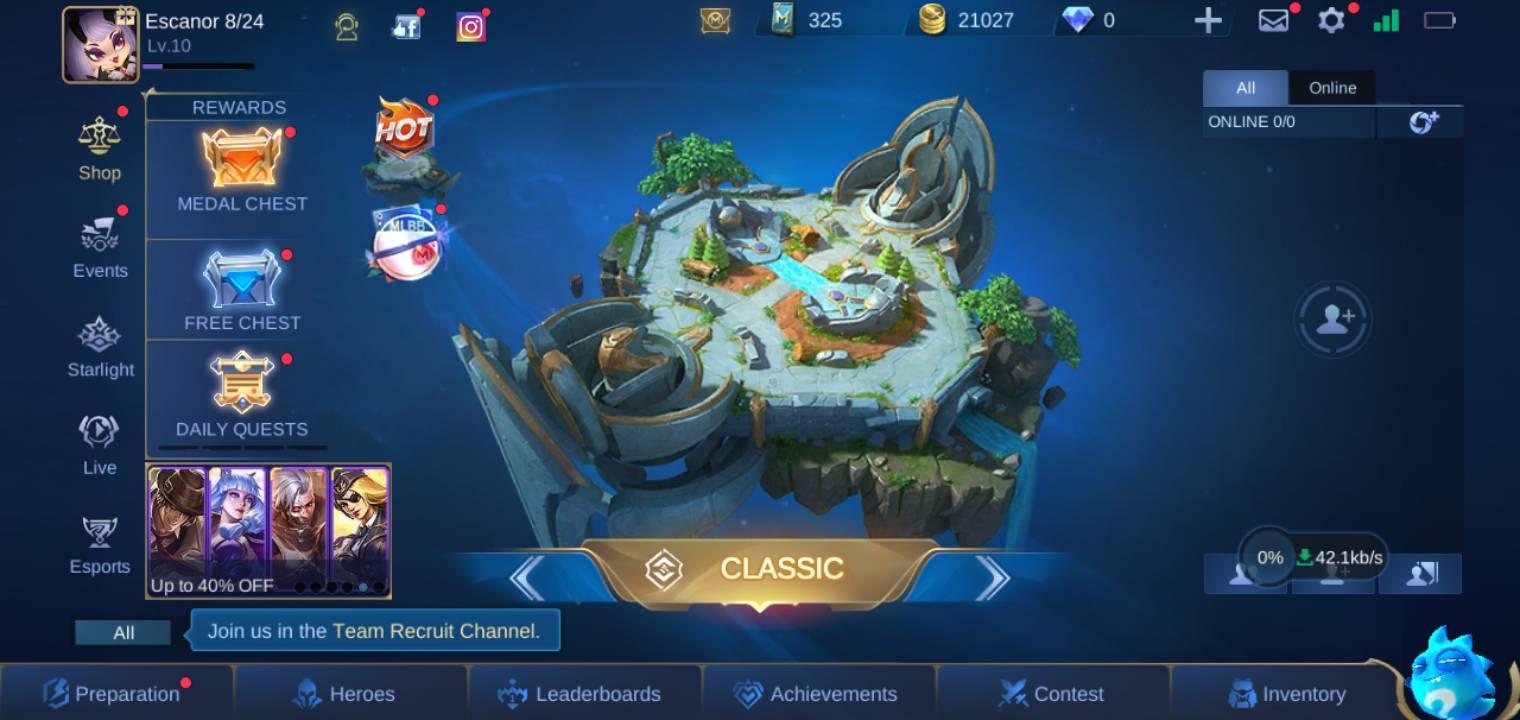 Escanor 8/24
Lv.10
325
21027
0
All
Online
ONLINE 0/0
REWARDS
HOT
Shop
MEDAL CHEST
MLBB
Events
FREE CHEST
Starlight
DAILY QUESTS
Live
Esports
Up to 40% OFF
CLASSIC
0%
42.1kb/s
All
Join us in the Team Recruit Channel.
Preparation
Heroes
Leaderboards
Achievements
Contest
Inventory